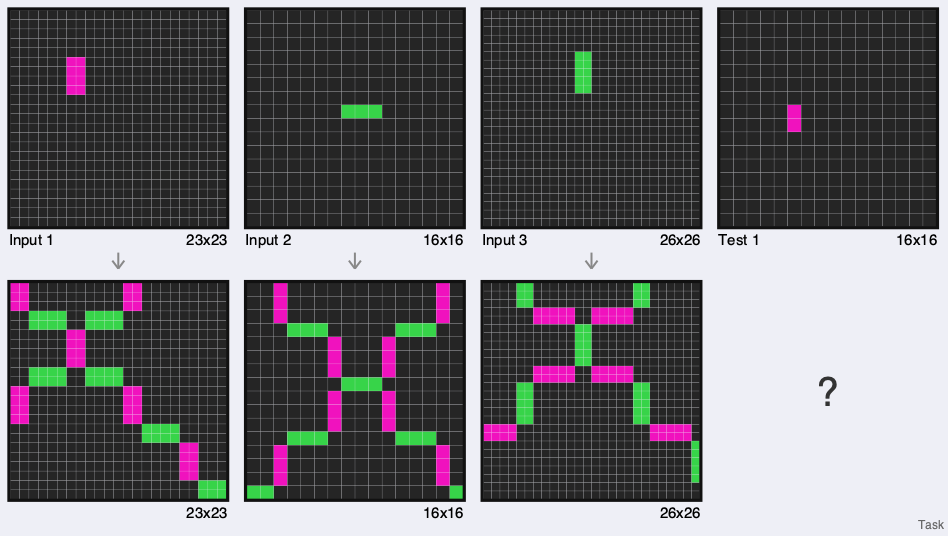 Input 1 23x23
Input 2 16x16
Input 3 26x26
Test 1 16x16
?
23x23
16x16
26x26
Task